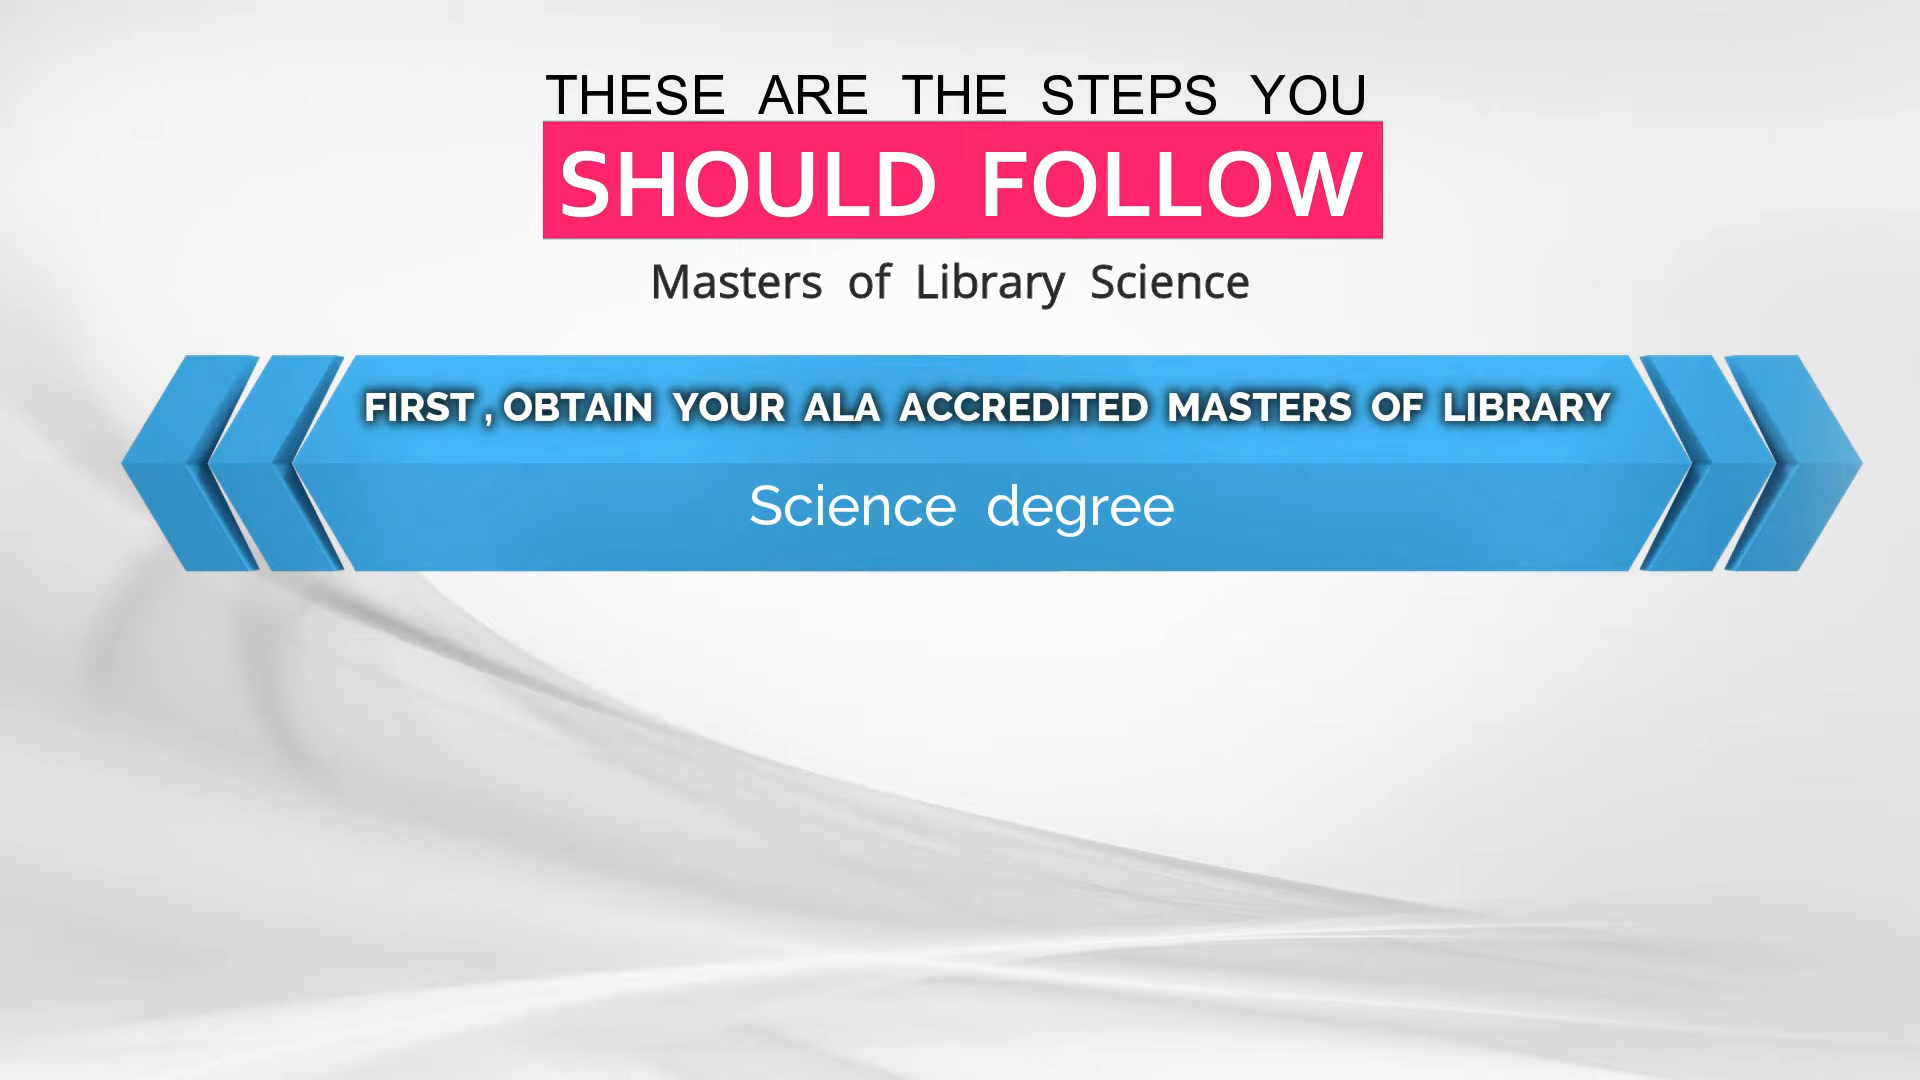 THESE ARE THE STEPS YOU
SHOULD FOLLOW
Masters of Library Science
FIRST , OBTAIN YOUR ALA ACCREDITED MASTERS OF LIBRARY
Science degree